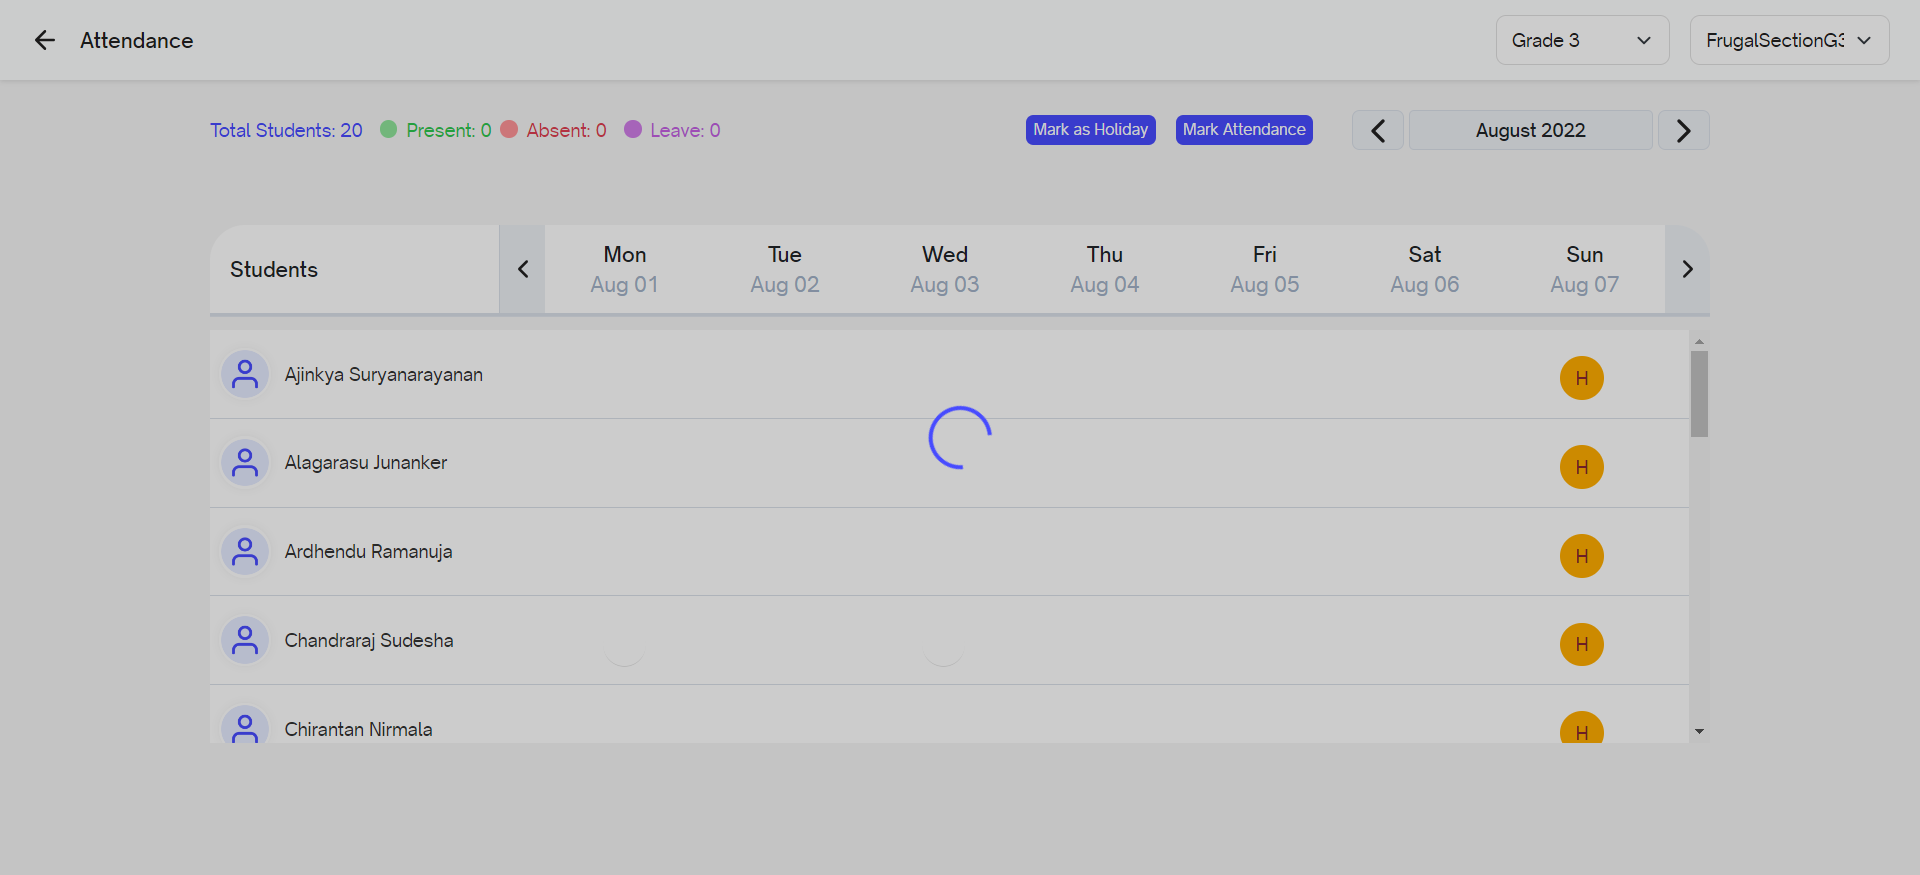 Attendance
Grade 3
FrugalSectionG3
Total Students: 20 Present: 0 Absent: 0 Leave: 0
Mark as Holiday
Mark Attendance
August 2022
Students
Mon Tue Wed Thu Fri Sat Sun
Aug 01 Aug 02 Aug 03 Aug 04 Aug 05 Aug 06 Aug 07
Ajinkya Suryanarayanan H
Alagarasu Junanker H
Ardhendu Ramanuja H
Chandraraj Sudesha H
Chirantan Nirmala H